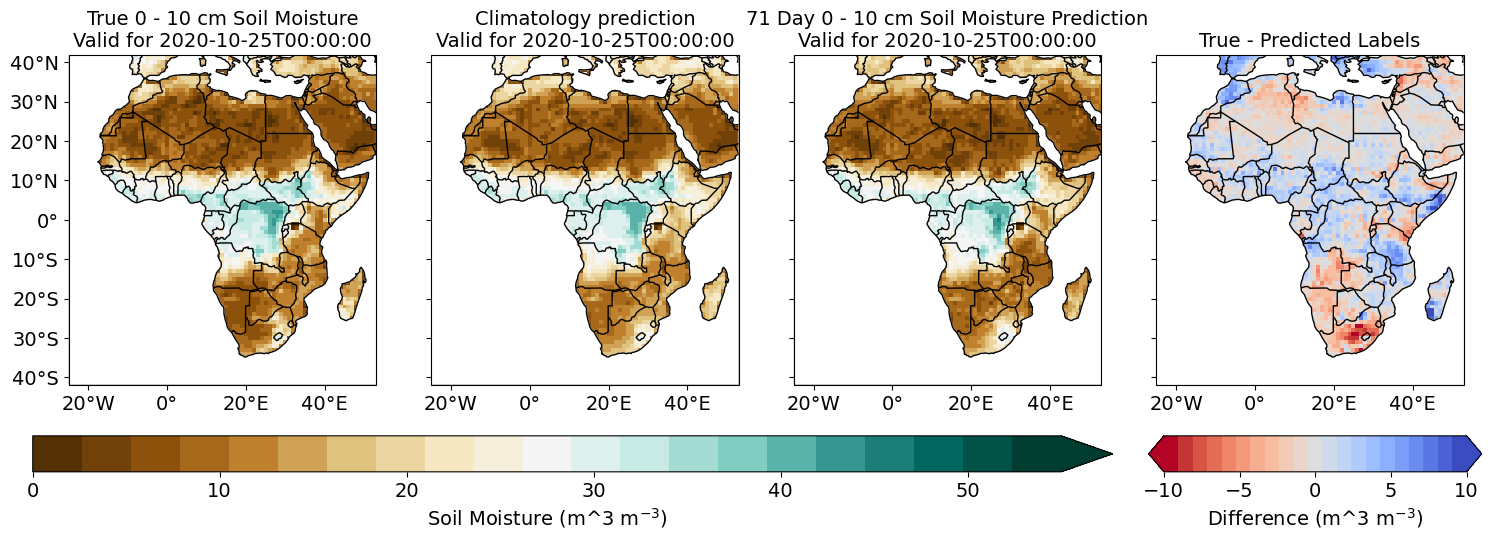 True 0 - 10 cm Soil Moisture
Valid for 2020-10-25T00:00:00
Climatology prediction
Valid for 2020-10-25T00:00:00
71 Day 0 - 10 cm Soil Moisture Prediction
Valid for 2020-10-25T00:00:00
True - Predicted Labels
40°N
30°N
20°N
10°N
0°
10°S
20°S
30°S
40°S
20°W 0° 20°E 40°E
20°W 0° 20°E 40°E
20°W 0° 20°E 40°E
20°W 0° 20°E 40°E
0 10 20 30 40 50
Soil Moisture (m^3 m⁻³)
−10 −5 0 5 10
Difference (m^3 m⁻³)